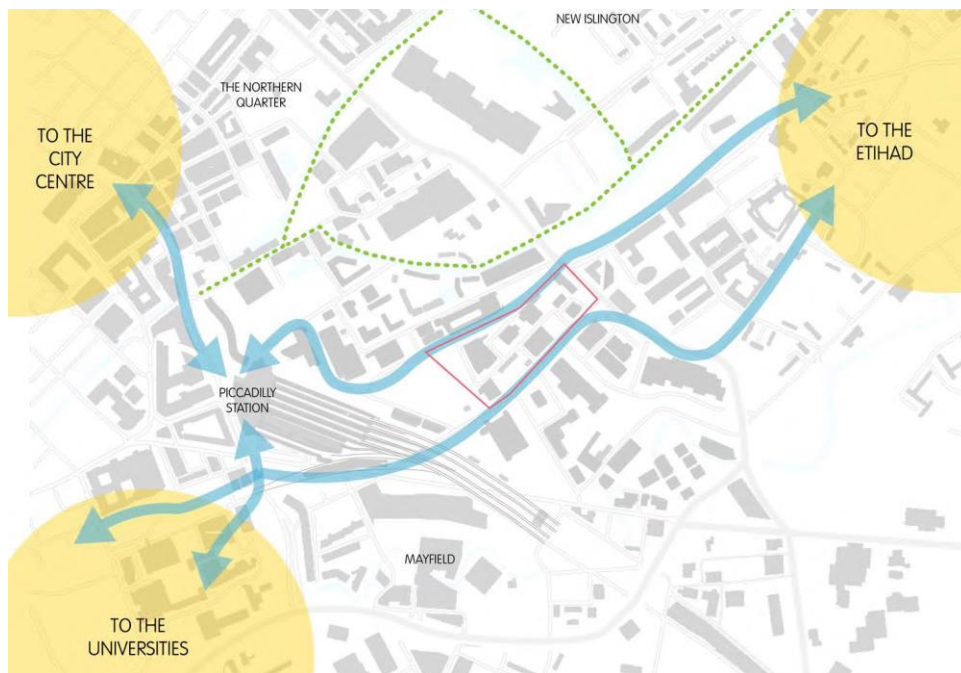 NEW ISLINGTON
THE NORTHERN
QUARTER
TO THE
CITY
CENTRE
TO THE
ETIHAD
PICCADILLY
STATION
MAYFIELD
TO THE
UNIVERSITIES